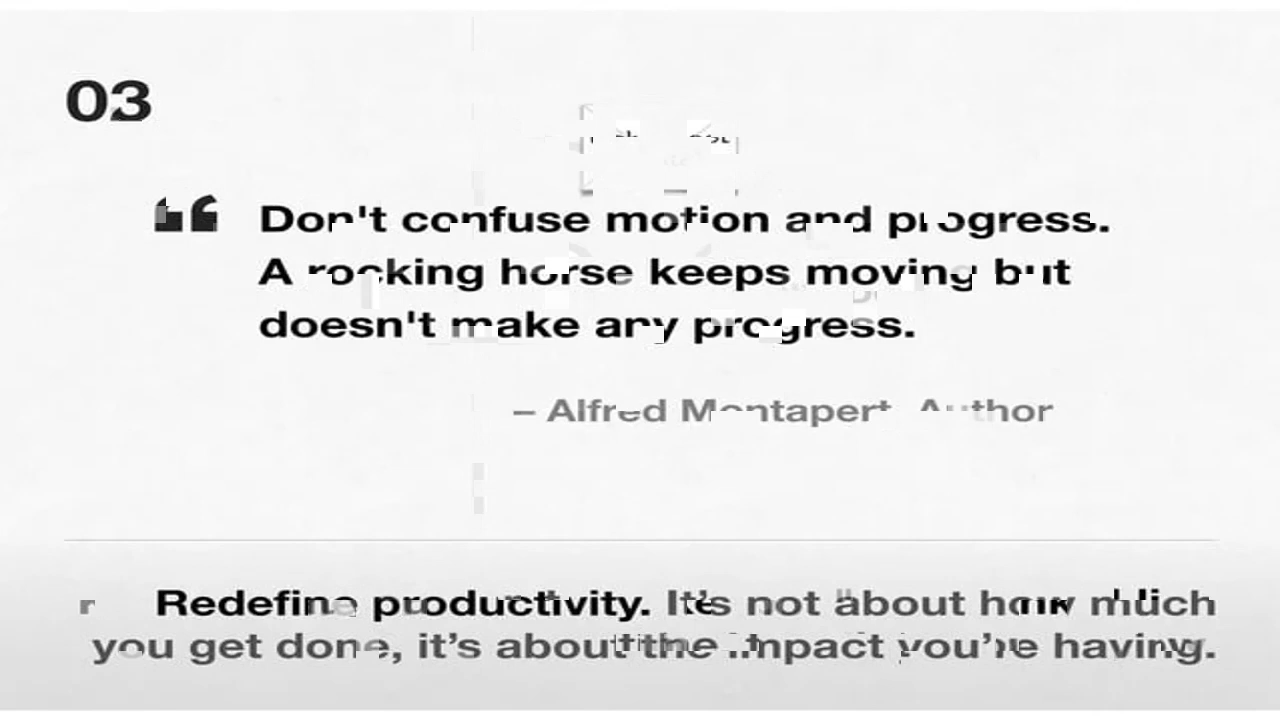 03
“ Don't confuse motion and progress.
A rocking horse keeps moving but
doesn't make any progress.
– Alfred Montapert, Author
Redefine productivity. It’s not about how much
you get done, it’s about the impact you’re having.